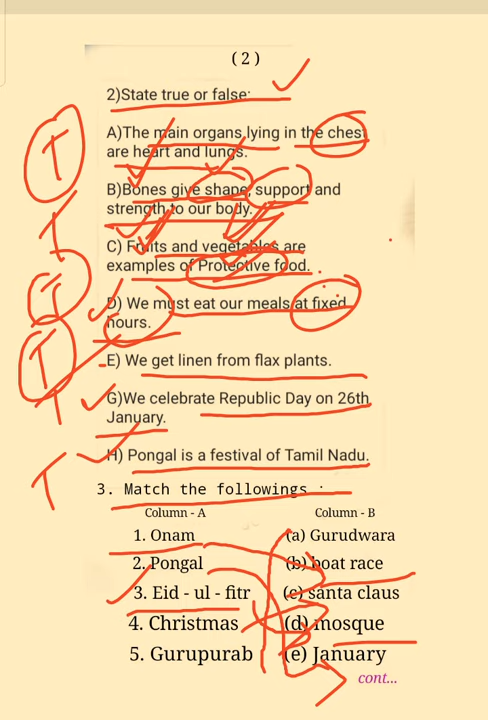 ( 2 )
2)State true or false:
A)The main organs lying in the chest
are heart and lungs.
B)Bones give shape, support and
strength to our body.
C) Fruits and vegetables are
examples of Protective food.
D) We must eat our meals at fixed
hours.
E) We get linen from flax plants.
G)We celebrate Republic Day on 26th
January.
H) Pongal is a festival of Tamil Nadu.
3. Match the followings :
Column - A Column - B
1. Onam (a) Gurudwara
2. Pongal (b) boat race
3. Eid - ul - fitr (c) santa claus
4. Christmas (d) mosque
5. Gurupurab (e) January
cont...
T
T
T
T
T
T